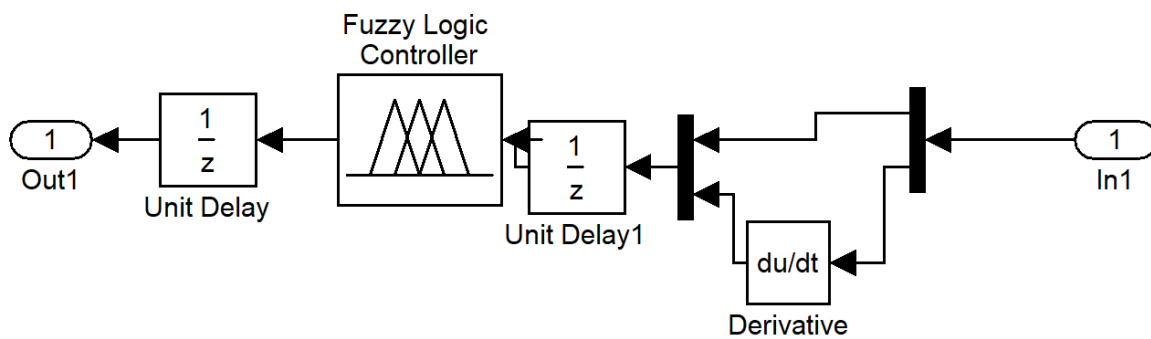 Fuzzy Logic
Controller
1
Out1
1
z
Unit Delay
1
z
Unit Delay1
du/dt
Derivative
1
In1